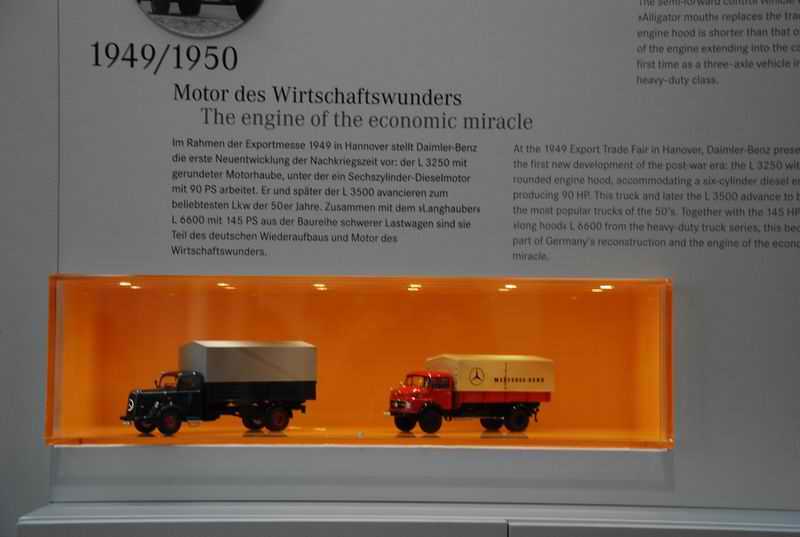 The semi-forward control vehicle
»Alligator mouth« replaces the
engine hood is shorter than that
of the engine extending into the
first time as a three-axle vehicle
heavy-duty class.
1949/1950
Motor des Wirtschaftswunders
The engine of the economic miracle
Im Rahmen der Exportmesse 1949 in Hannover stellt Daimler-Benz
die erste Neuentwicklung der Nachkriegszeit vor: der L 3250 mit
gerundeter Motorhaube, unter der ein Sechszylinder-Dieselmotor
mit 90 PS arbeitet. Er und später der L 3500 avancieren zum
beliebtesten Lkw der 50er Jahre. Zusammen mit dem »Langhauber«
L 6600 mit 145 PS aus der Baureihe schwerer Lastwagen sind sie
Teil des deutschen Wiederaufbaus und Motor des
Wirtschaftswunders.
At the 1949 Export Trade Fair in Hanover, Daimler-Benz
the first new development of the post-war era: the L 3250
rounded engine hood, accommodating a six-cylinder diesel
producing 90 HP. This truck and later the L 3500 advance to
the most popular trucks of the 50's. Together with the 145 HP
»long hood« L 6600 from the heavy-duty truck series, this
part of Germany's reconstruction and the engine of the
miracle.
MERCEDES-BENZ